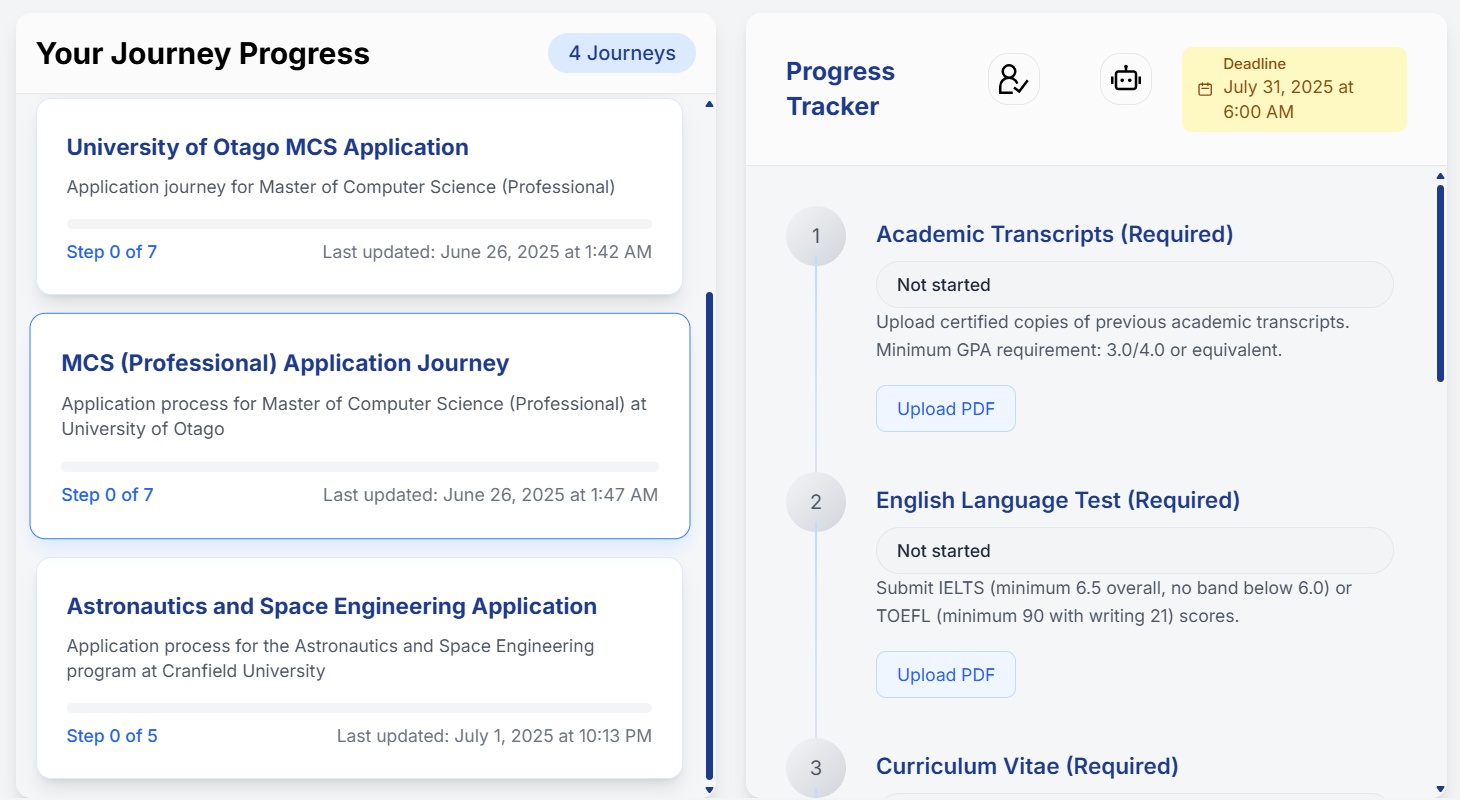 Your Journey Progress
4 Journeys
University of Otago MCS Application
Application journey for Master of Computer Science (Professional)
Step 0 of 7
Last updated: June 26, 2025 at 1:42 AM
MCS (Professional) Application Journey
Application process for Master of Computer Science (Professional) at
University of Otago
Step 0 of 7
Last updated: June 26, 2025 at 1:47 AM
Astronautics and Space Engineering Application
Application process for the Astronautics and Space Engineering
program at Cranfield University
Step 0 of 5
Last updated: July 1, 2025 at 10:13 PM
Progress
Tracker
Deadline
July 31, 2025 at
6:00 AM
1
Academic Transcripts (Required)
Not started
Upload certified copies of previous academic transcripts.
Minimum GPA requirement: 3.0/4.0 or equivalent.
Upload PDF
2
English Language Test (Required)
Not started
Submit IELTS (minimum 6.5 overall, no band below 6.0) or
TOEFL (minimum 90 with writing 21) scores.
Upload PDF
3
Curriculum Vitae (Required)